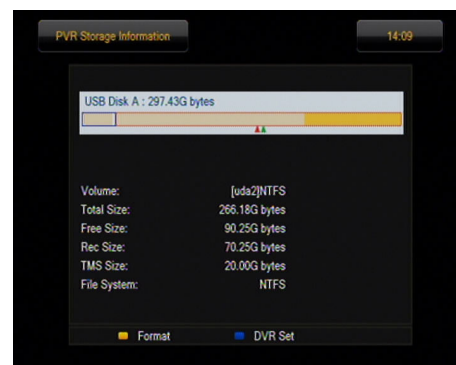 PVR Storage Information 14:09
USB Disk A : 297.43G bytes
Volume: [uda2]NTFS
Total Size: 266.18G bytes
Free Size: 90.25G bytes
Rec Size: 70.25G bytes
TMS Size: 20.00G bytes
File System: NTFS
Format DVR Set